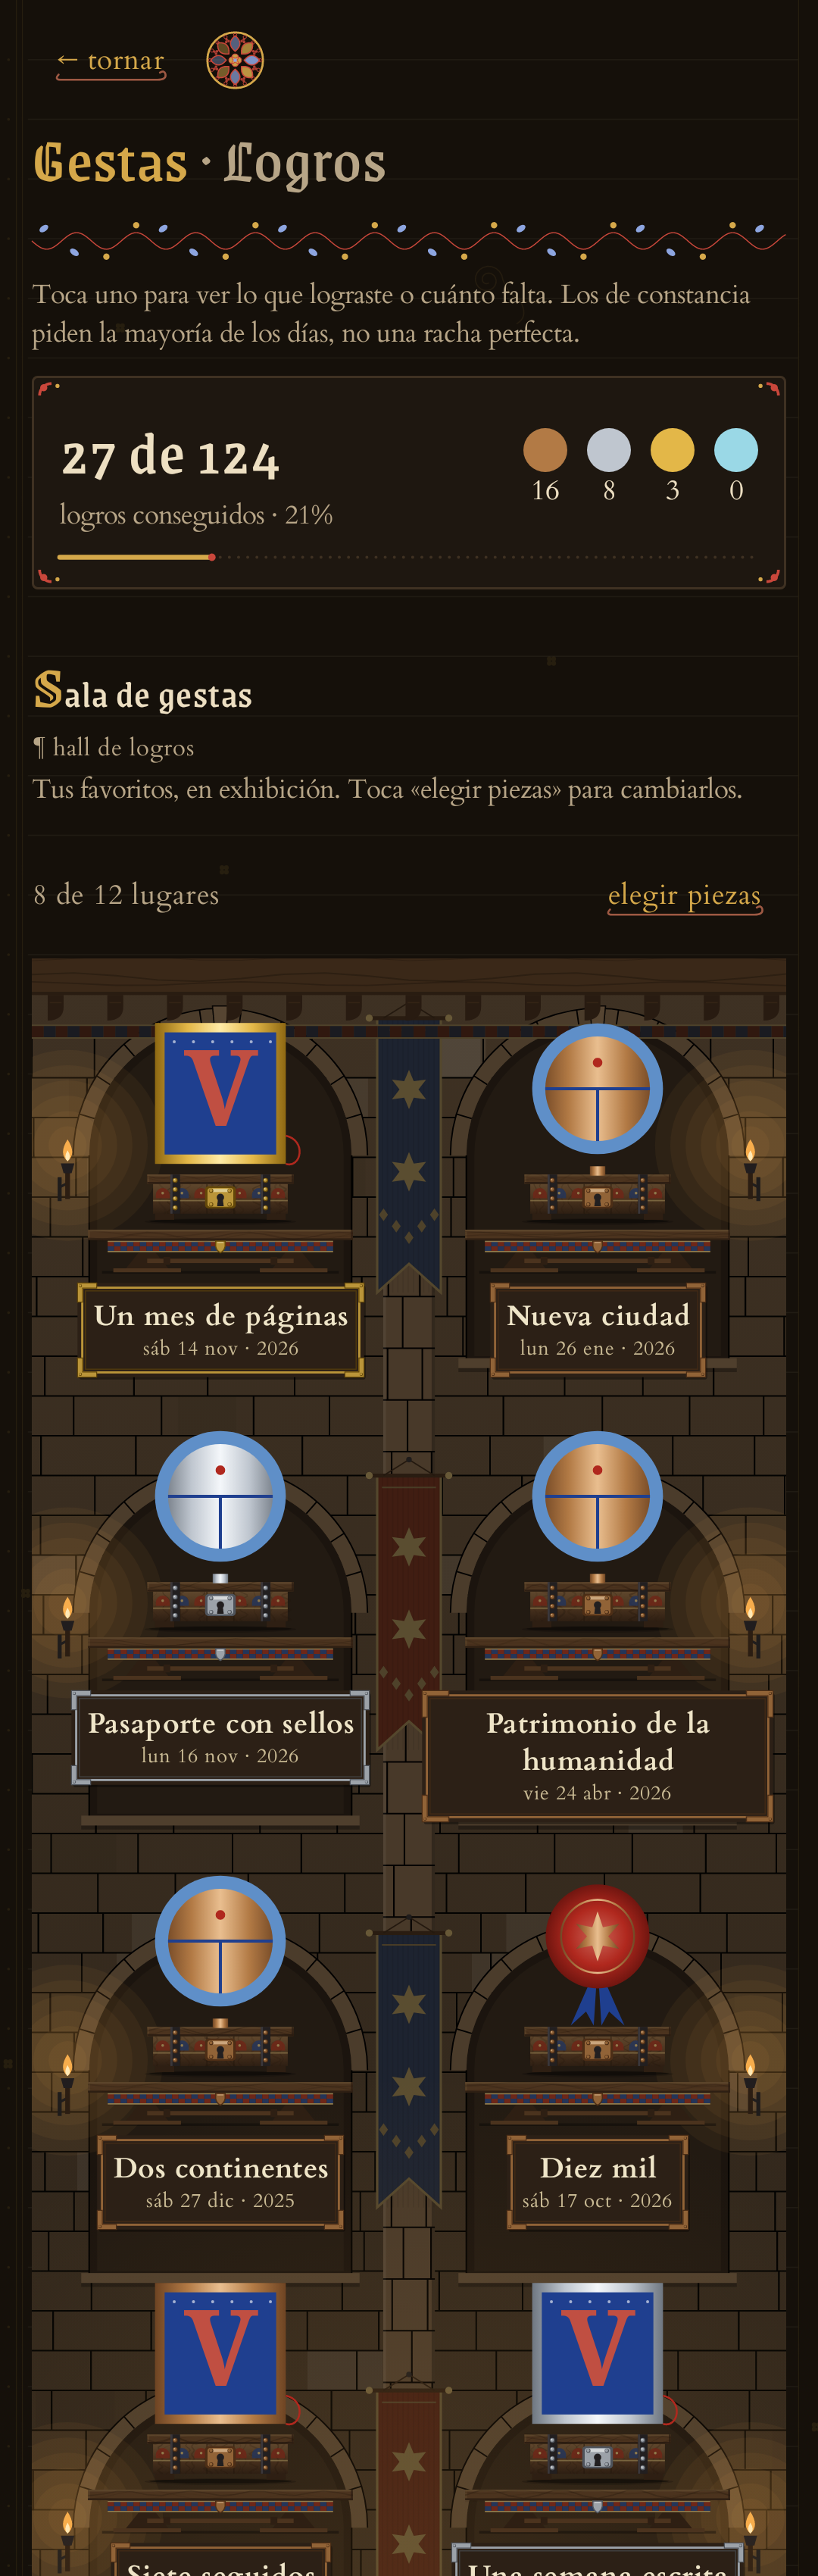 ← tornar
Gestas · Logros
Toca uno para ver lo que lograste o cuánto falta. Los de constancia
piden la mayoría de los días, no una racha perfecta.
27 de 124
logros conseguidos · 21%
16 8 3 0
Sala de gestas
¶ hall de logros
Tus favoritos, en exhibición. Toca «elegir piezas» para cambiarlos.
8 de 12 lugares
elegir piezas
V
Un mes de páginas
sáb 14 nov · 2026
Nueva ciudad
lun 26 ene · 2026
Pasaporte con sellos
lun 16 nov · 2026
Patrimonio de la
humanidad
vie 24 abr · 2026
Dos continentes
sáb 27 dic · 2025
Diez mil
sáb 17 oct · 2026
V
V
Siete seguidos
Una semana escrita